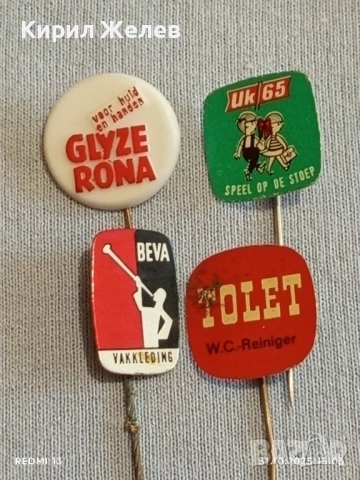 Кирил Желев
voor huid
en handen
GLYZE
RONA
Uk 65
SPEEL OP DE STOEP
BEVA
VAKKLEDING
TOLET
W.C.-Reiniger
REDMI 13